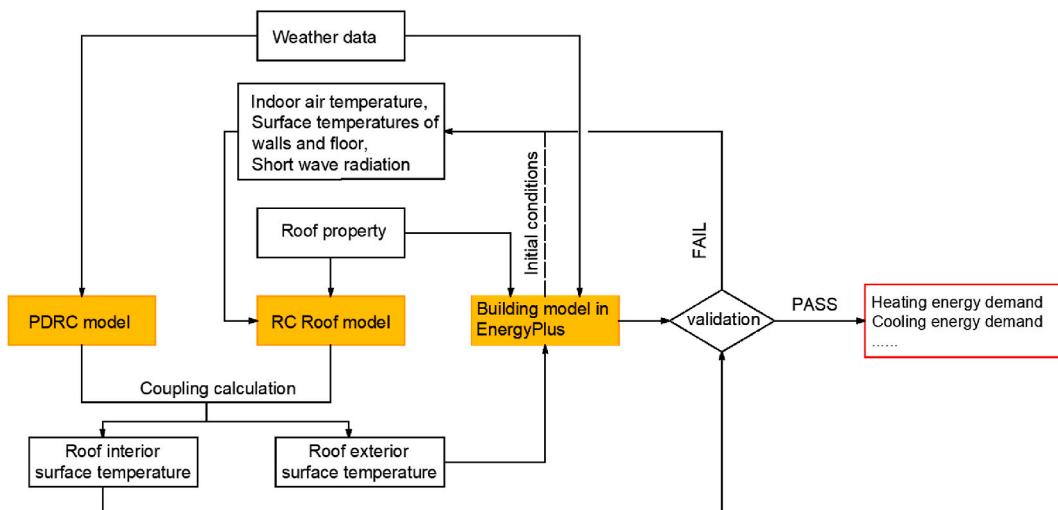 Weather data
Indoor air temperature,
Surface temperatures of
walls and floor,
Short wave radiation
Roof property
Initial conditions
FAIL
PDRC model
RC Roof model
Building model in
EnergyPlus
validation
PASS
Heating energy demand
Cooling energy demand
......
Coupling calculation
Roof interior
surface temperature
Roof exterior
surface temperature